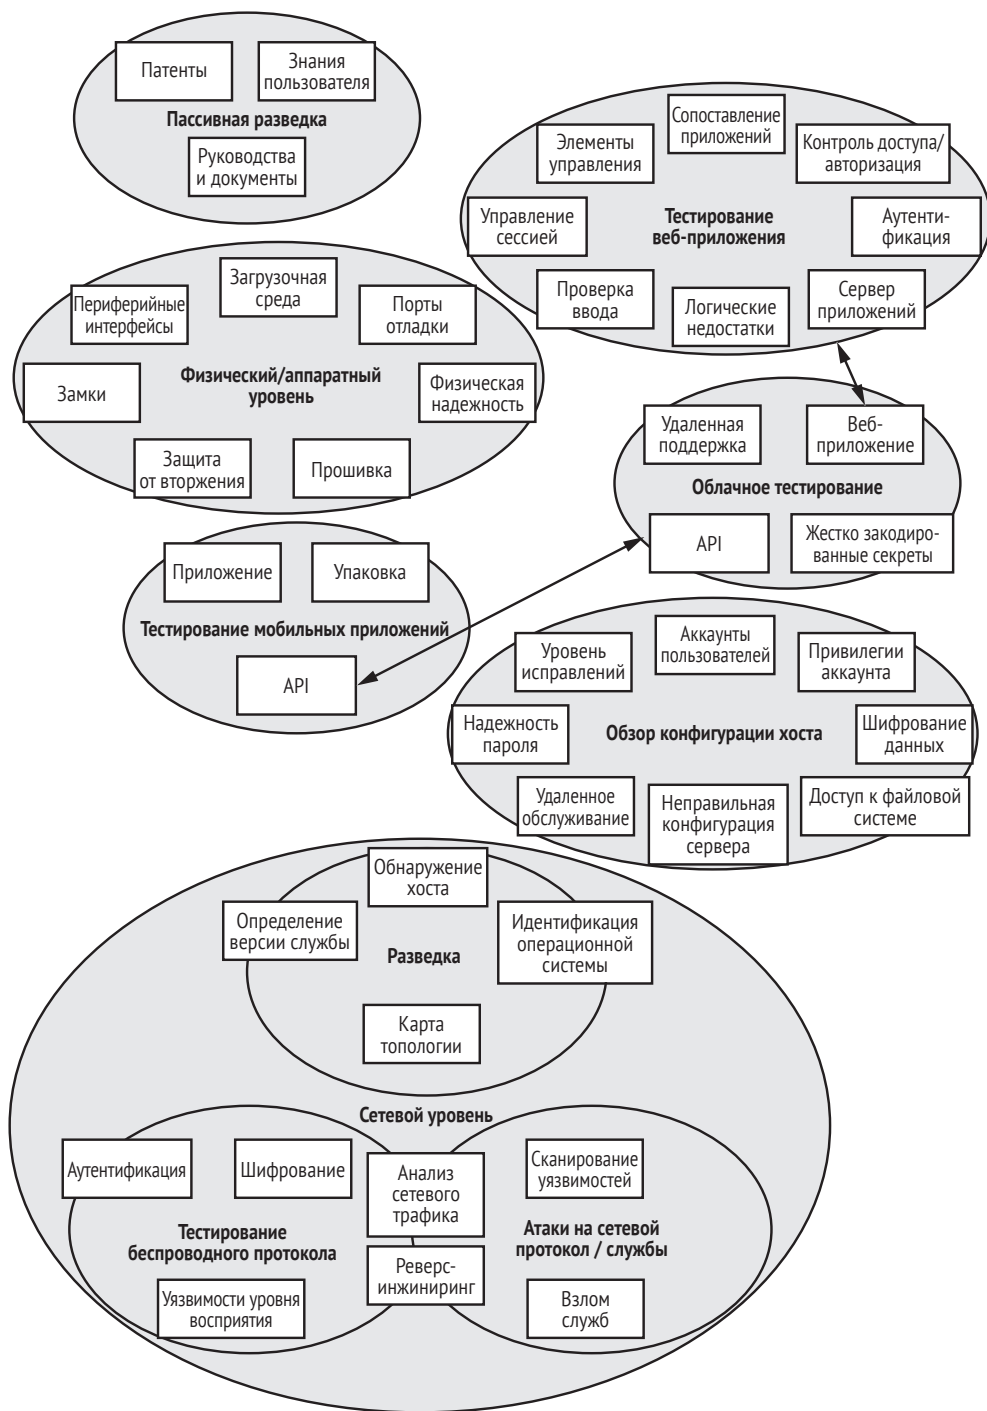 Патенты
Знания
пользователя
Пассивная разведка
Руководства
и документы
Сопоставление
приложений
Элементы
управления
Контроль доступа/
авторизация
Управление
сессией
Тестирование
веб-приложения
Аутенти-
фикация
Проверка
ввода
Логические
недостатки
Сервер
приложений
Загрузочная
среда
Периферийные
интерфейсы
Порты
отладки
Замки
Физический/аппаратный
уровень
Физическая
надежность
Защита
от вторжения
Прошивка
Удаленная
поддержка
Веб-
приложение
Облачное тестирование
API
Жестко закодиро-
ванные секреты
Приложение
Упаковка
Тестирование мобильных приложений
API
Уровень
исправлений
Аккаунты
пользователей
Привилегии
аккаунта
Надежность
пароля
Обзор конфигурации хоста
Шифрование
данных
Удаленное
обслуживание
Неправильная
конфигурация
сервера
Доступ к файловой
системе
Обнаружение
хоста
Определение
версии службы
Разведка
Идентификация
операционной
системы
Карта
топологии
Сетевой уровень
Аутентификация
Шифрование
Анализ
сетевого
трафика
Сканирование
уязвимостей
Тестирование
беспроводного протокола
Атаки на сетевой
протокол / службы
Реверс-
инжиниринг
Уязвимости уровня
восприятия
Взлом
служб